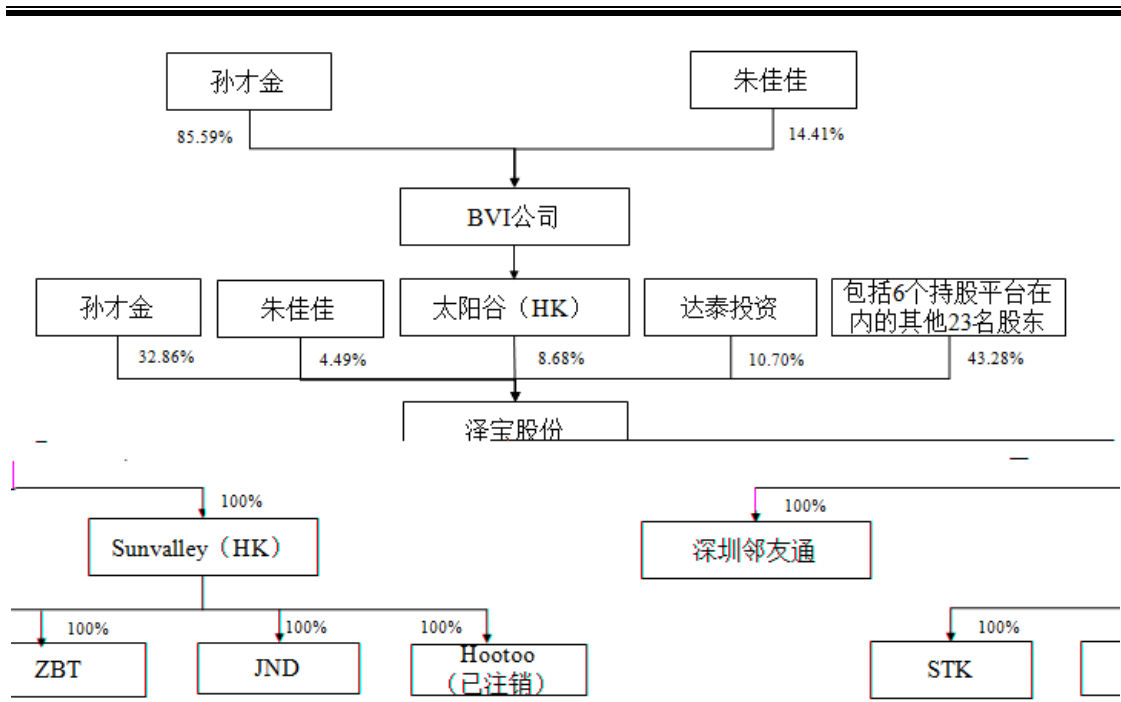 孙才金
朱佳佳
85.59%
14.41%
BVI公司
孙才金
朱佳佳
太阳谷（HK）
达泰投资
包括6个持股平台在
内的其他23名股东
32.86%
4.49%
8.68%
10.70%
43.28%
泽宝股份
100%
100%
Sunvalley（HK）
深圳邻友通
100%
100%
100%
100%
ZBT
JND
Hootoo
（已注销）
STK